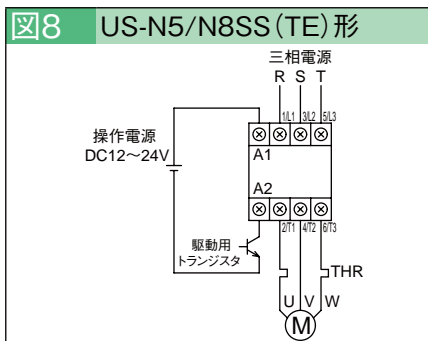 図8 US-N5/N8SS(TE)形
三相電源
R S T
1/L1 3/L2 5/L3
操作電源
DC12～24V
A1
A2
2/T1 4/T2 6/T3
駆動用
トランジスタ
THR
U V W
M